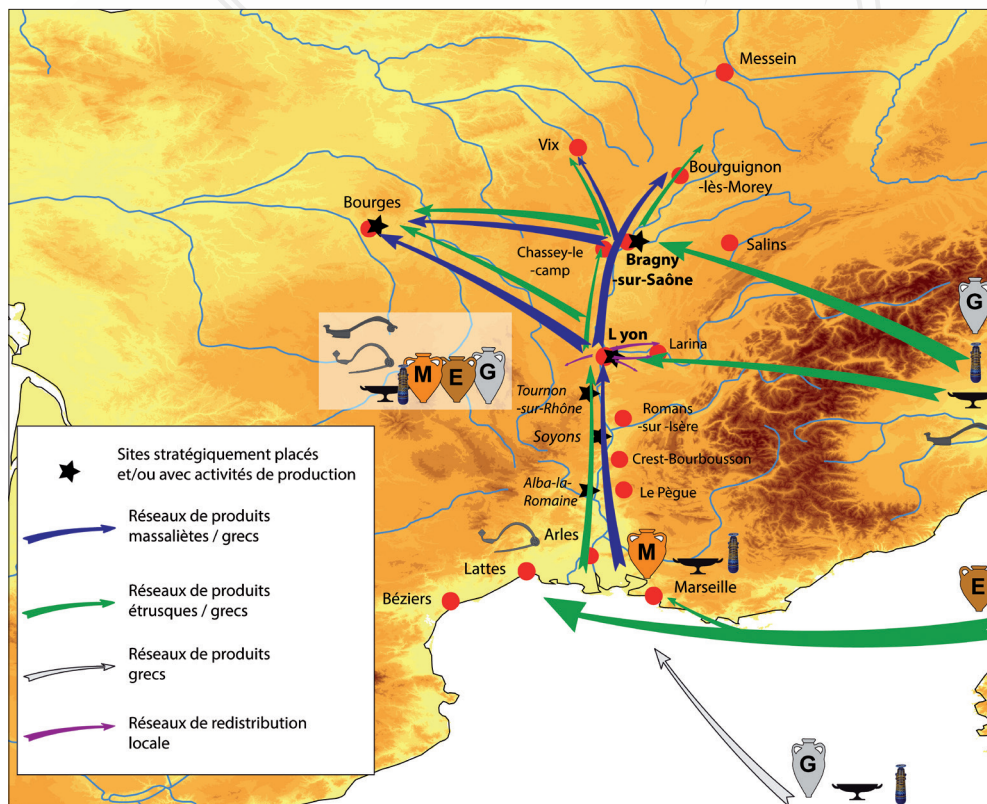 Messein
Vix
Bourguignon
-lès-Morey
Bourges
Chassey-le
-camp
Bragny
-sur-Saône
Salins
G
L yon
Larina
M
E
G
Tournon
-sur-Rhône
Romans
-sur -Isère
Soyons
Crest-Bourbousson
Alba-la-
Romaine
Le Pègue
Arles
M
Lattes
Marseille
Béziers
E
G
Sites stratégiquement placés
et/ou avec activités de production
Réseaux de produits
massaliètes / grecs
Réseaux de produits
étrusques / grecs
Réseaux de produits
grecs
Réseaux de redistribution
locale